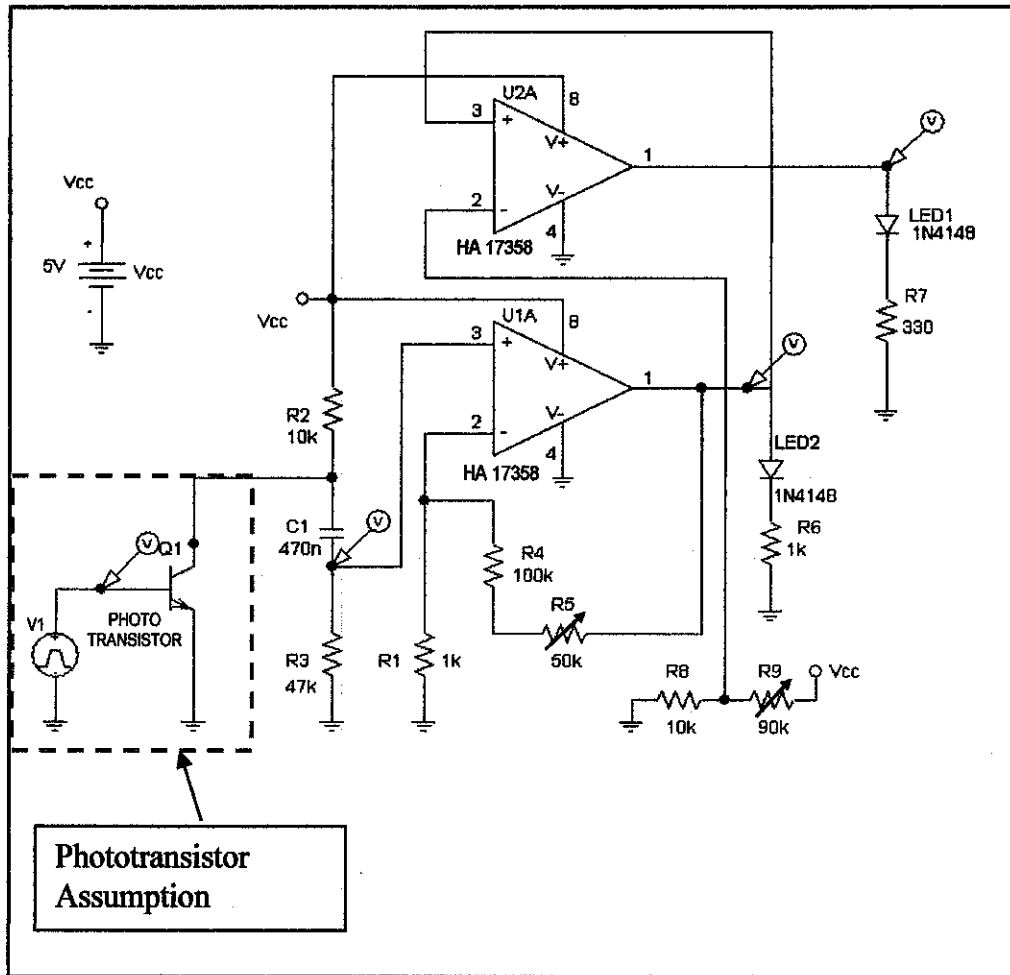 U2A
3
+
8
V+
1
V
2
-
V-
4
HA 17358
LED1
1N4148
R7
330
Vcc
+
5V
Vcc
-
Vcc
U1A
3
+
8
V+
1
V
2
-
V-
4
HA 17358
R2
10k
LED2
1N4148
R6
1k
C1
470n
V
R4
100k
R5
50k
V
Q1
V1
+
PHOTO
TRANSISTOR
R3
47k
R1
1k
R8
10k
R9
90k
Vcc
Phototransistor
Assumption